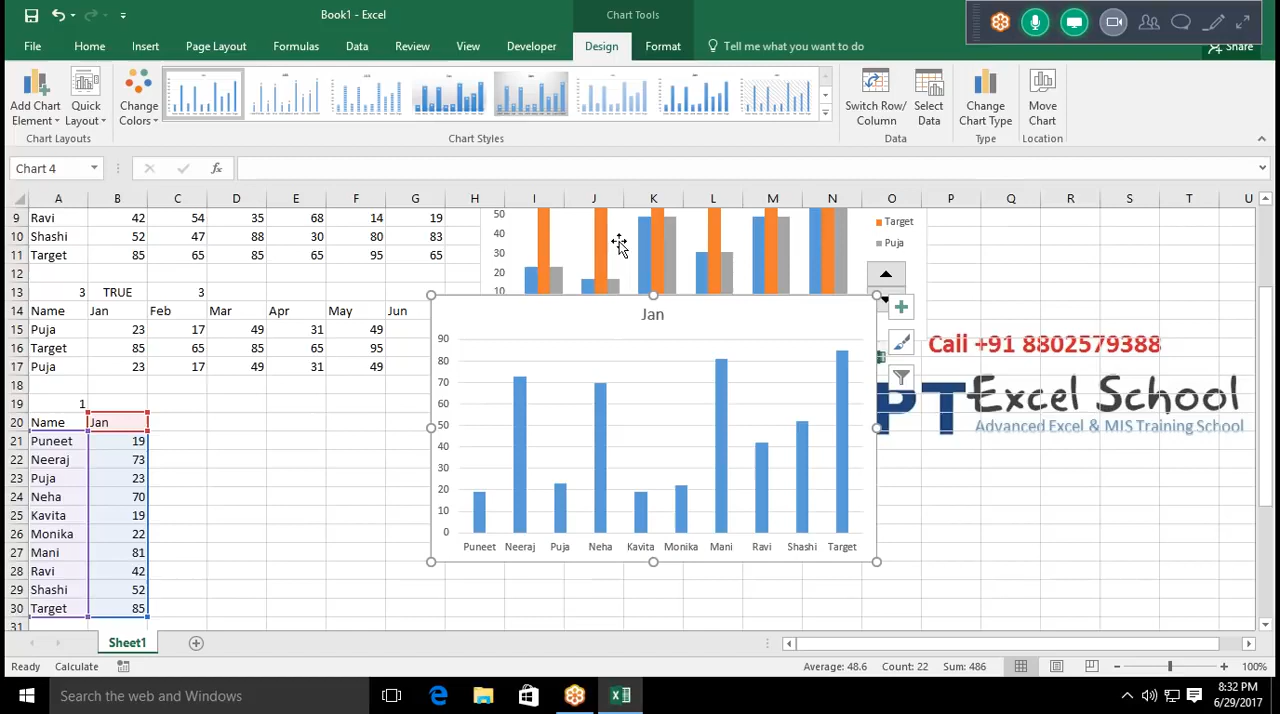 Book1 - Excel
Chart Tools
File
Home
Insert
Page Layout
Formulas
Data
Review
View
Developer
Design
Format
Tell me what you want to do
Share
Add Chart Element
Quick Layout
Change Colors
Switch Row/ Column
Select Data
Change Chart Type
Move Chart
Chart Layouts
Chart Styles
Data
Type
Location
Chart 4
fx
A B C D E F G H I J K L M N O P Q R S T U
9 Ravi 42 54 35 68 14 19
10 Shashi 52 47 88 30 80 83
11 Target 85 65 85 65 95 65
12
13 3 TRUE 3
14 Name Jan Feb Mar Apr May Jun
15 Puja 23 17 49 31 49
16 Target 85 65 85 65 95
17 Puja 23 17 49 31 49
18
19 1
20 Name Jan
21 Puneet 19
22 Neeraj 73
23 Puja 23
24 Neha 70
25 Kavita 19
26 Monika 22
27 Mani 81
28 Ravi 42
29 Shashi 52
30 Target 85
31
50
40
30
20
10
Target
Puja
Jan
90
80
70
60
50
40
30
20
10
0
Puneet Neeraj Puja Neha Kavita Monika Mani Ravi Shashi Target
Call +91 8802579388
PT Excel School
Advanced Excel & MIS Training School
Sheet1
Ready
Calculate
Average: 48.6
Count: 22
Sum: 486
100%
Search the web and Windows
8:32 PM
6/29/2017